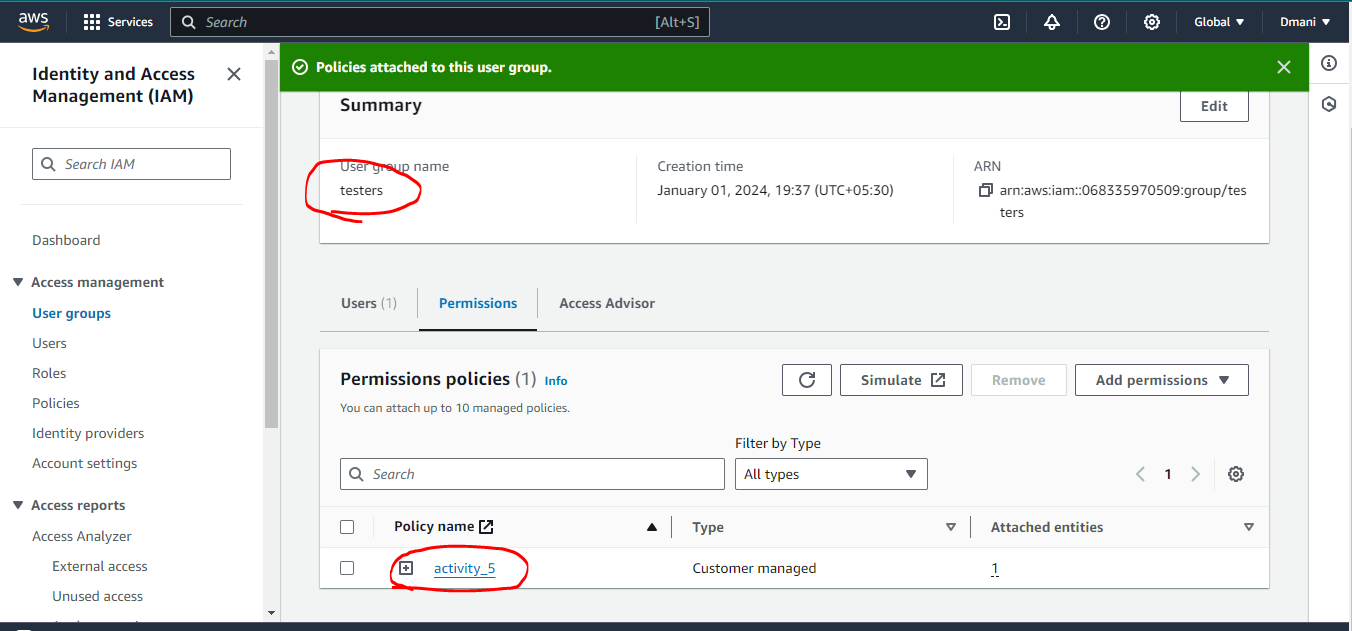 aws
Services
Search
[Alt+S]
Global
Dmani
Identity and Access
Management (IAM)
Search IAM
Dashboard
Access management
User groups
Users
Roles
Policies
Identity providers
Account settings
Access reports
Access Analyzer
External access
Unused access
Policies attached to this user group.
Summary
Edit
User group name
testers
Creation time
January 01, 2024, 19:37 (UTC+05:30)
ARN
arn:aws:iam::068335970509:group/tes
ters
Users (1)
Permissions
Access Advisor
Permissions policies (1) Info
You can attach up to 10 managed policies.
Simulate
Remove
Add permissions
Filter by Type
Search
All types
1
Policy name
Type
Attached entities
activity_5
Customer managed
1